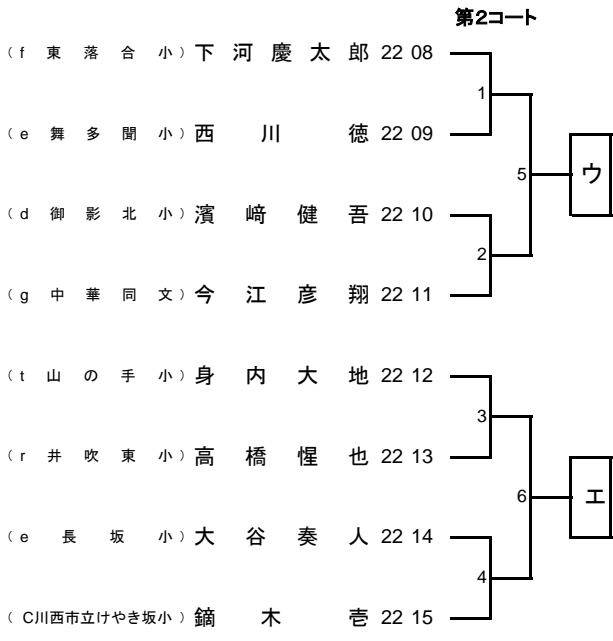 第2コート
（f 東落合小）下河慶太郎 22 08
1
（e 舞多聞小）西川徳 22 09
5 ウ
（d 御影北小）濱﨑健吾 22 10
2
（g 中華同文）今江彦翔 22 11
（t 山の手小）身内大地 22 12
3
（r 井吹東小）高橋惺也 22 13
6 エ
（e 長坂小）大谷奏人 22 14
4
（C川西市立けやき坂小）鏑木壱 22 15